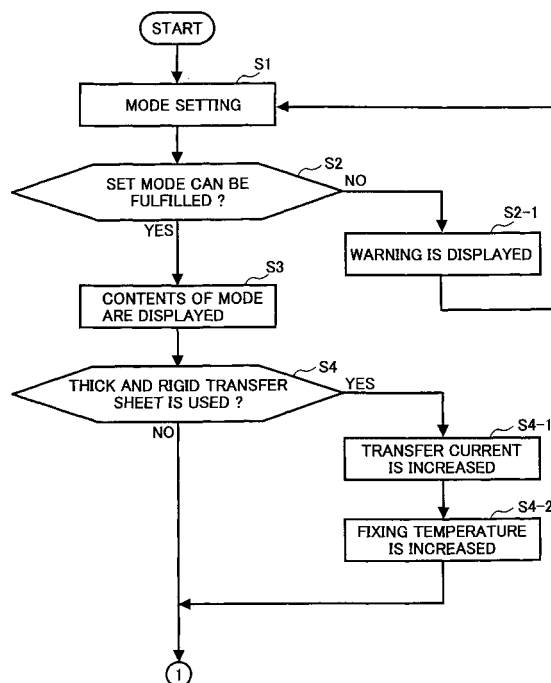 START
S1
MODE SETTING
S2
SET MODE CAN BE
FULFILLED ?
NO
YES
S2-1
WARNING IS DISPLAYED
S3
CONTENTS OF MODE
ARE DISPLAYED
S4
THICK AND RIGID TRANSFER
SHEET IS USED ?
YES
NO
S4-1
TRANSFER CURRENT
IS INCREASED
S4-2
FIXING TEMPERATURE
IS INCREASED
1